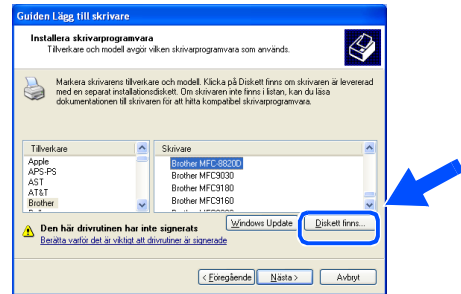 Guiden Lägg till skrivare
Installera skrivarprogramvara
Tillverkare och modell avgör vilken skrivarprogramvara som används.
Markera skrivarens tillverkare och modell. Klicka på Diskett finns om skrivaren är levererad
med en separat installationsdiskett. Om skrivaren inte finns i listan, kan du läsa
dokumentationen till skrivaren för att hitta kompatibel skrivarprogramvara.
Tillverkare
Apple
APS-PS
AST
AT&T
Brother
Skrivare
Brother MFC-8820D
Brother MFC9030
Brother MFC9180
Brother MFC9160
Den här drivrutinen har inte signerats
Berätta varför det är viktigt att drivrutiner är signerade
Windows Update
Diskett finns...
< Föregående
Nästa >
Avbryt